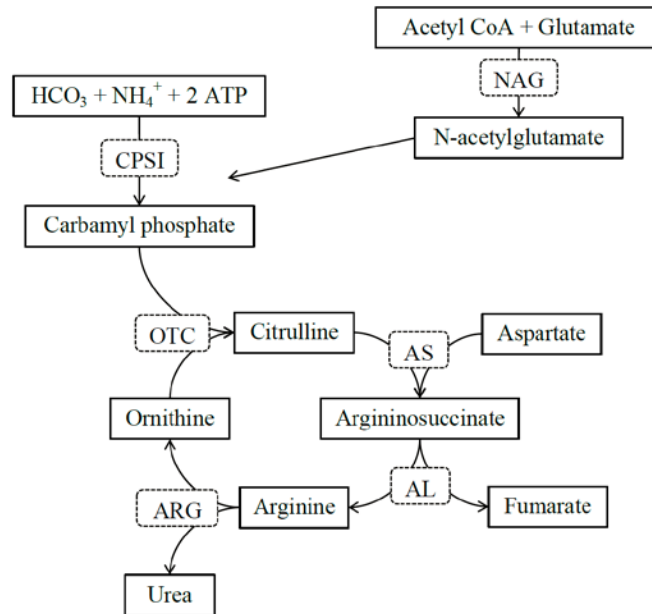 Acetyl CoA + Glutamate
NAG
HCO₃ + NH₄⁺ + 2 ATP
N-acetylglutamate
CPSI
Carbamyl phosphate
OTC
Citrulline
AS
Aspartate
Ornithine
Argininosuccinate
ARG
Arginine
AL
Fumarate
Urea